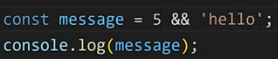 const message = 5 && 'hello';
console.log(message);